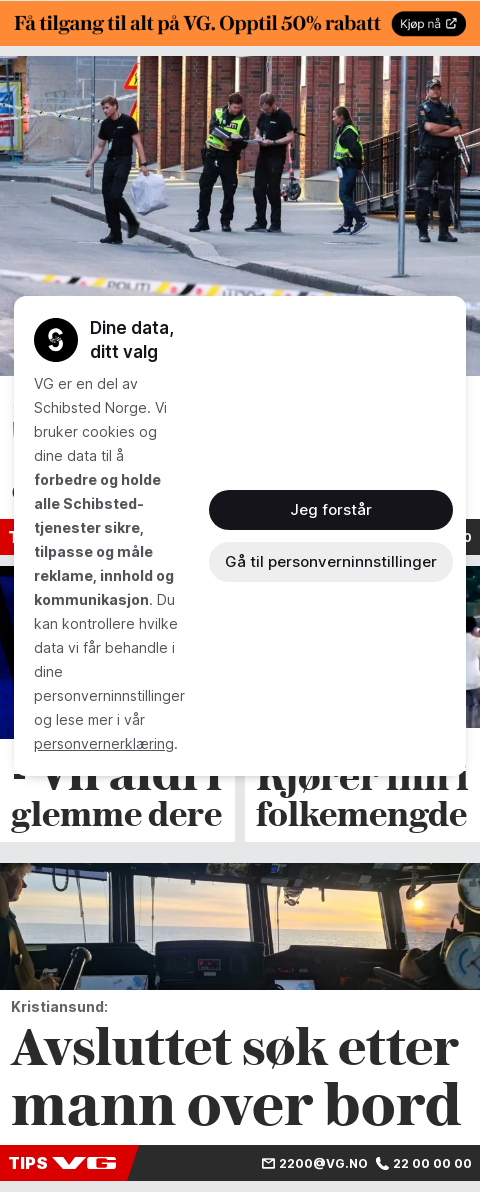 Få tilgang til alt på VG. Opptil 50% rabatt
Kjøp nå
POLITI
Dine data,
ditt valg
VG er en del av
Schibsted Norge. Vi
bruker cookies og
dine data til å
forbedre og holde
alle Schibsted-
tjenester sikre,
tilpasse og måle
reklame, innhold og
kommunikasjon. Du
kan kontrollere hvilke
data vi får behandle i
dine
personverninnstillinger
og lese mer i vår
personvernerklæring.
Jeg forstår
Gå til personverninnstillinger
glemme dere
Kjører inn i
folkemengde
Kristiansund:
Avsluttet søk etter
mann over bord
TIPS VG
2200@VG.NO
22 00 00 00